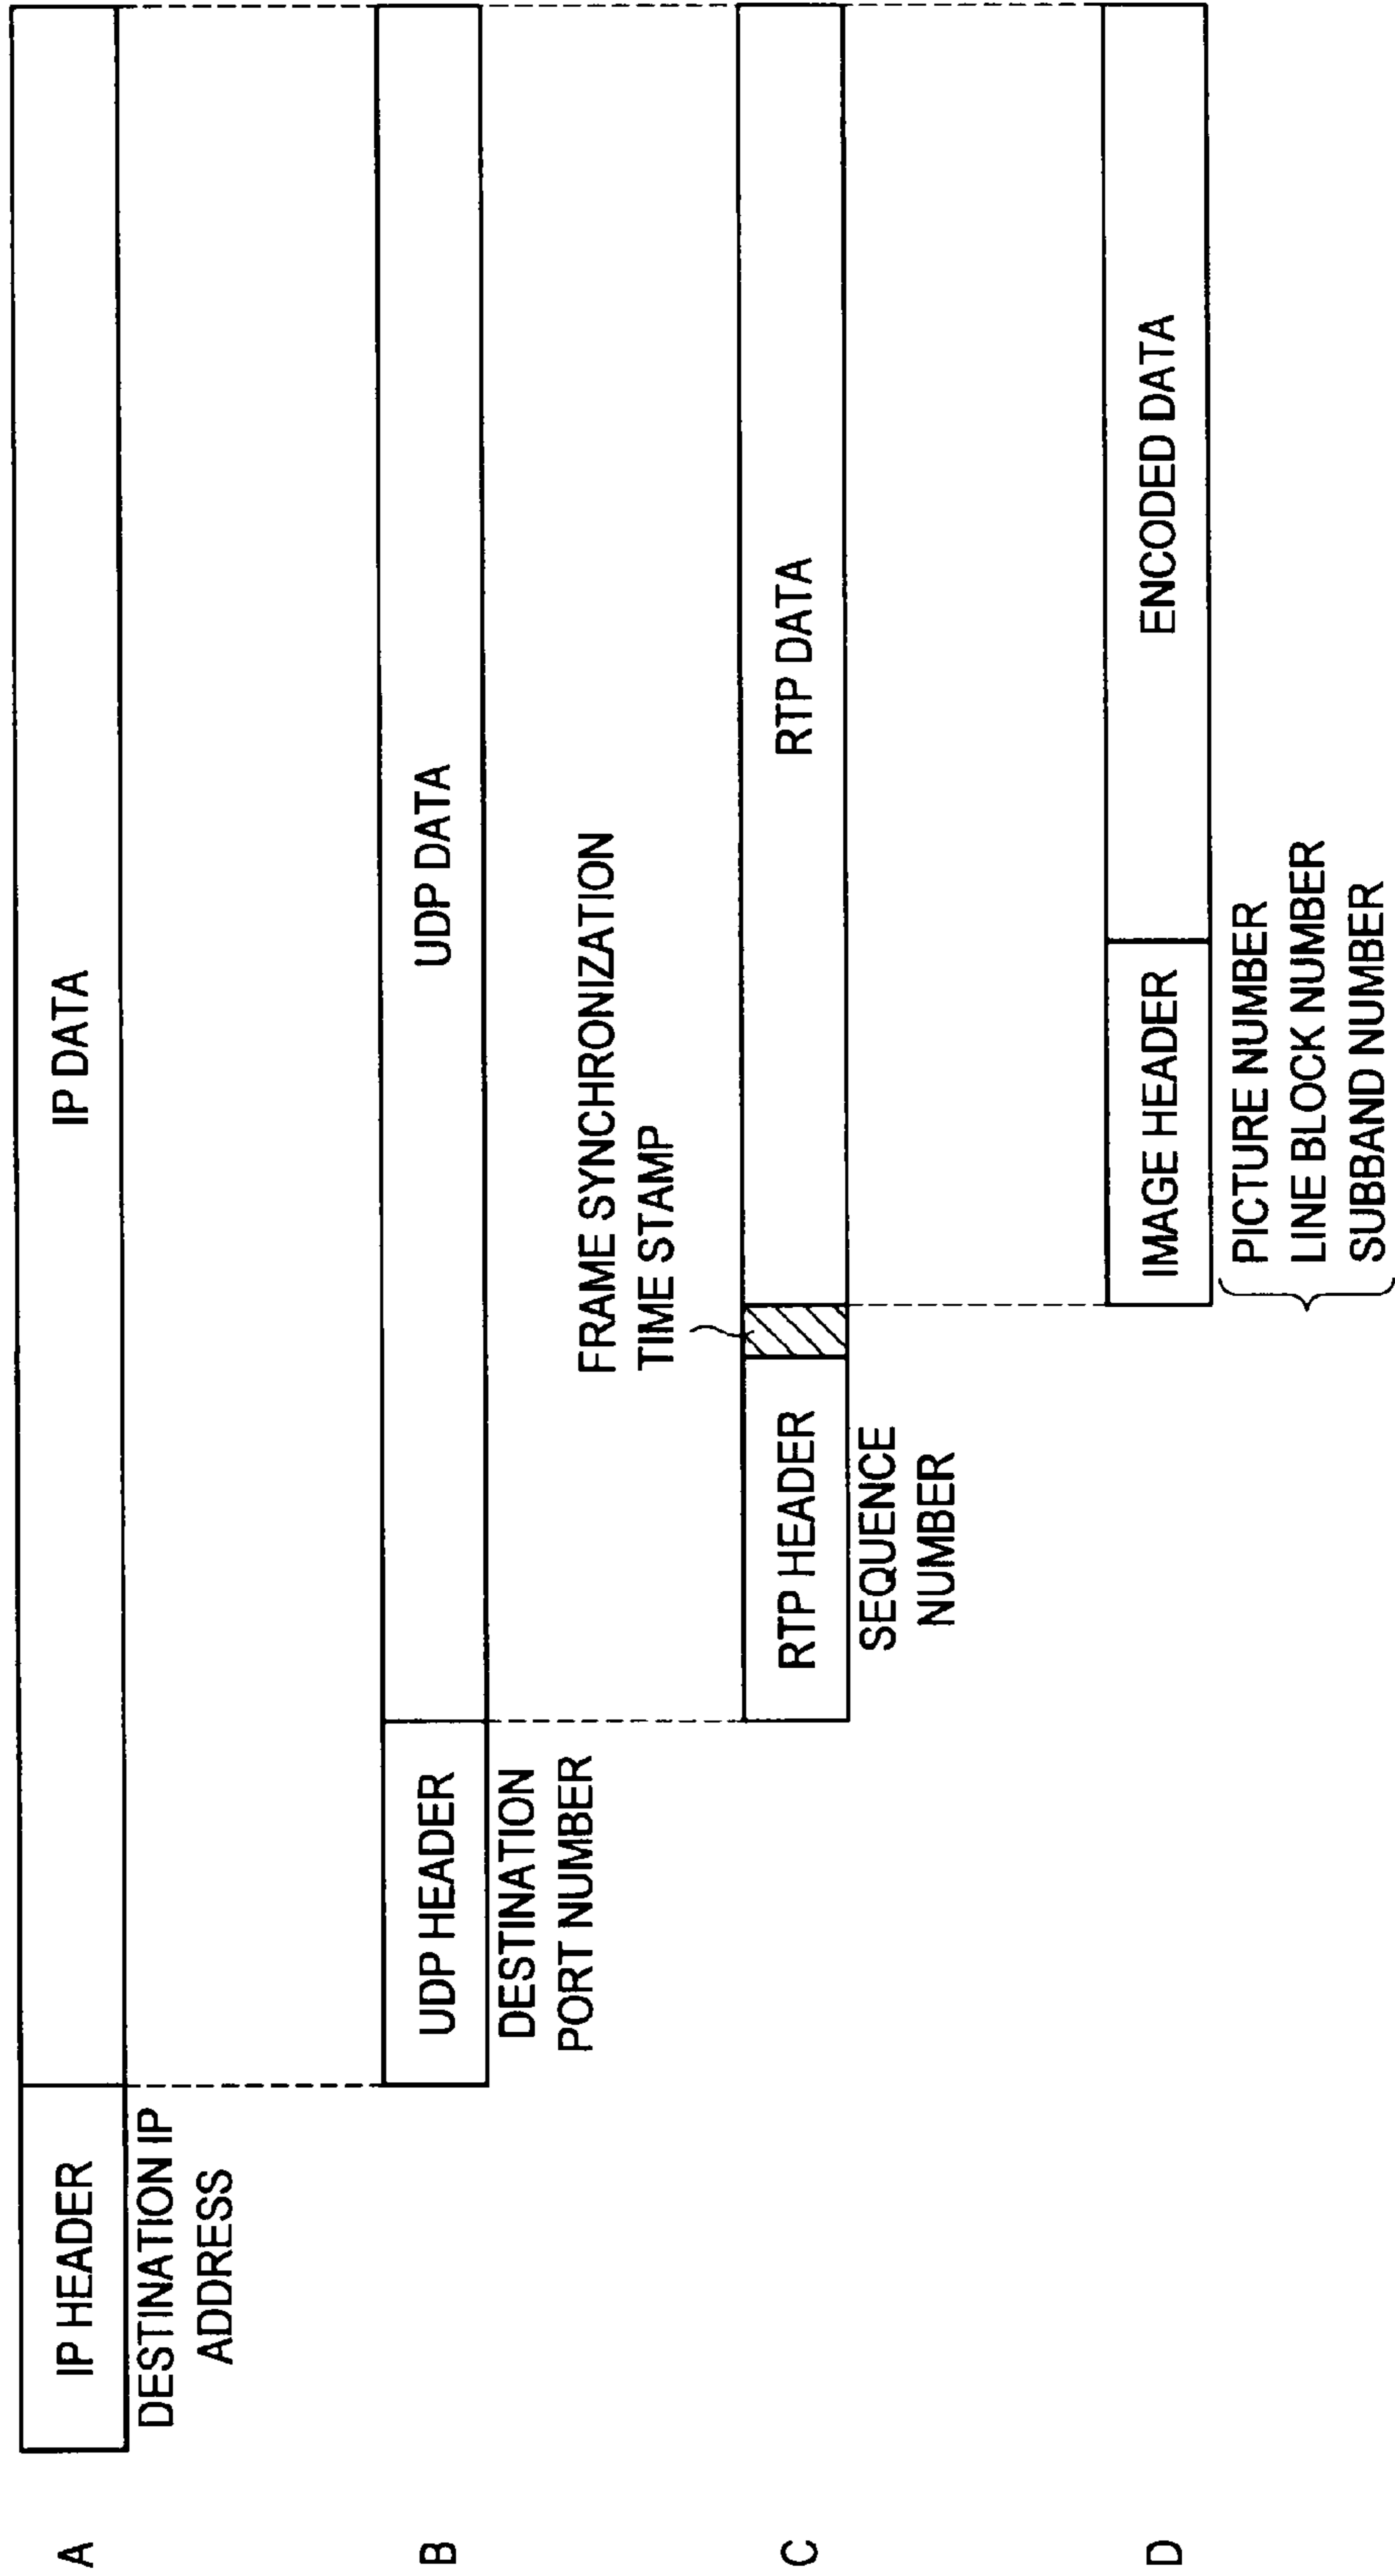 A
IP HEADER
IP DATA
DESTINATION IP
ADDRESS
B
UDP HEADER
UDP DATA
DESTINATION
PORT NUMBER
FRAME SYNCHRONIZATION
TIME STAMP
C
RTP HEADER
RTP DATA
SEQUENCE
NUMBER
D
IMAGE HEADER
ENCODED DATA
PICTURE NUMBER
LINE BLOCK NUMBER
SUBBAND NUMBER